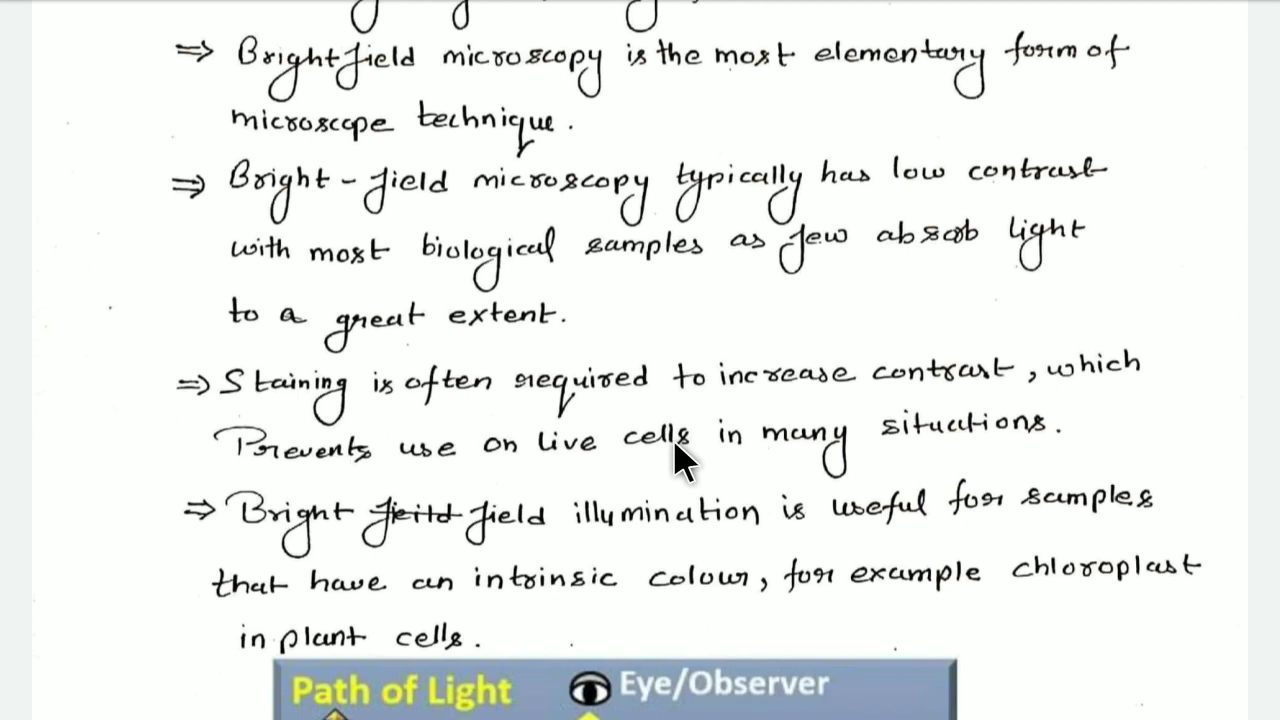 ⇒ Brightfield microscopy is the most elementary form of
microscope technique.
⇒ Bright-field microscopy typically has low contrast
with most biological samples as few absorb light
to a great extent.
⇒ Staining is often required to increase contrast, which
Prevents use on live cells in many situations.
⇒ Bright feild field illumination is useful for samples
that have an intrinsic colour, for example chloroplast
in plant cells.
Path of Light Eye/Observer